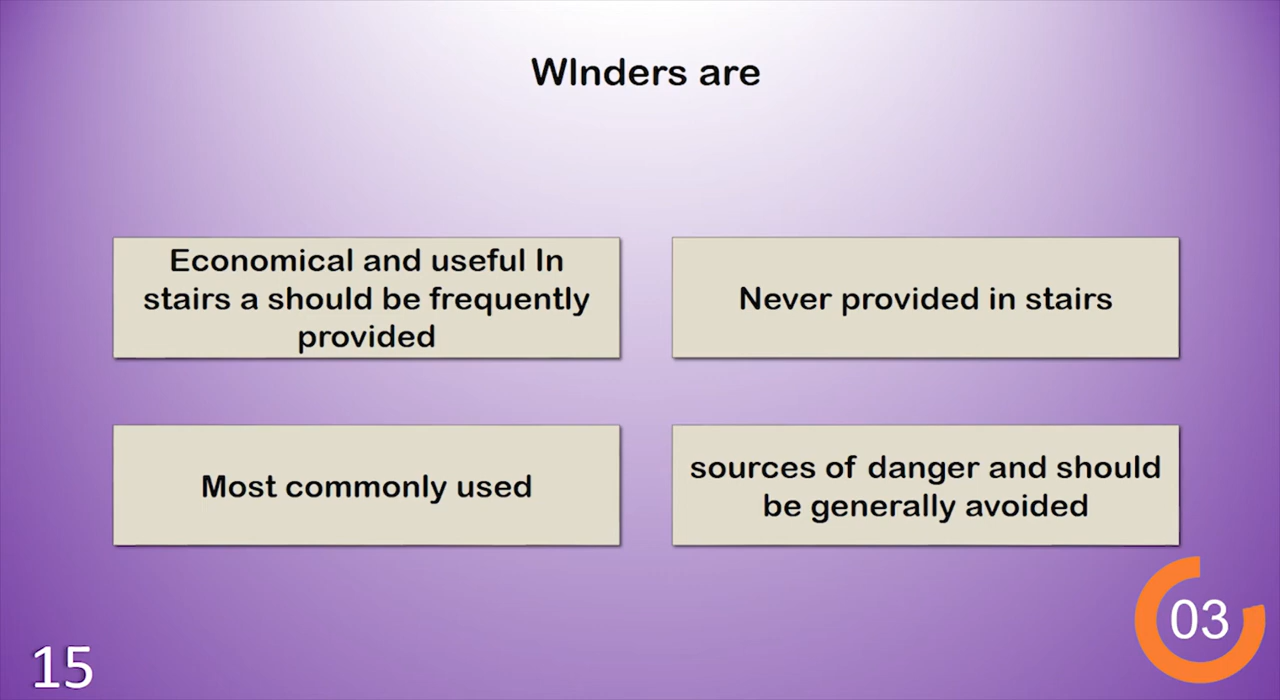 WInders are
Economical and useful In
stairs a should be frequently
provided
Never provided in stairs
Most commonly used
sources of danger and should
be generally avoided
03
15